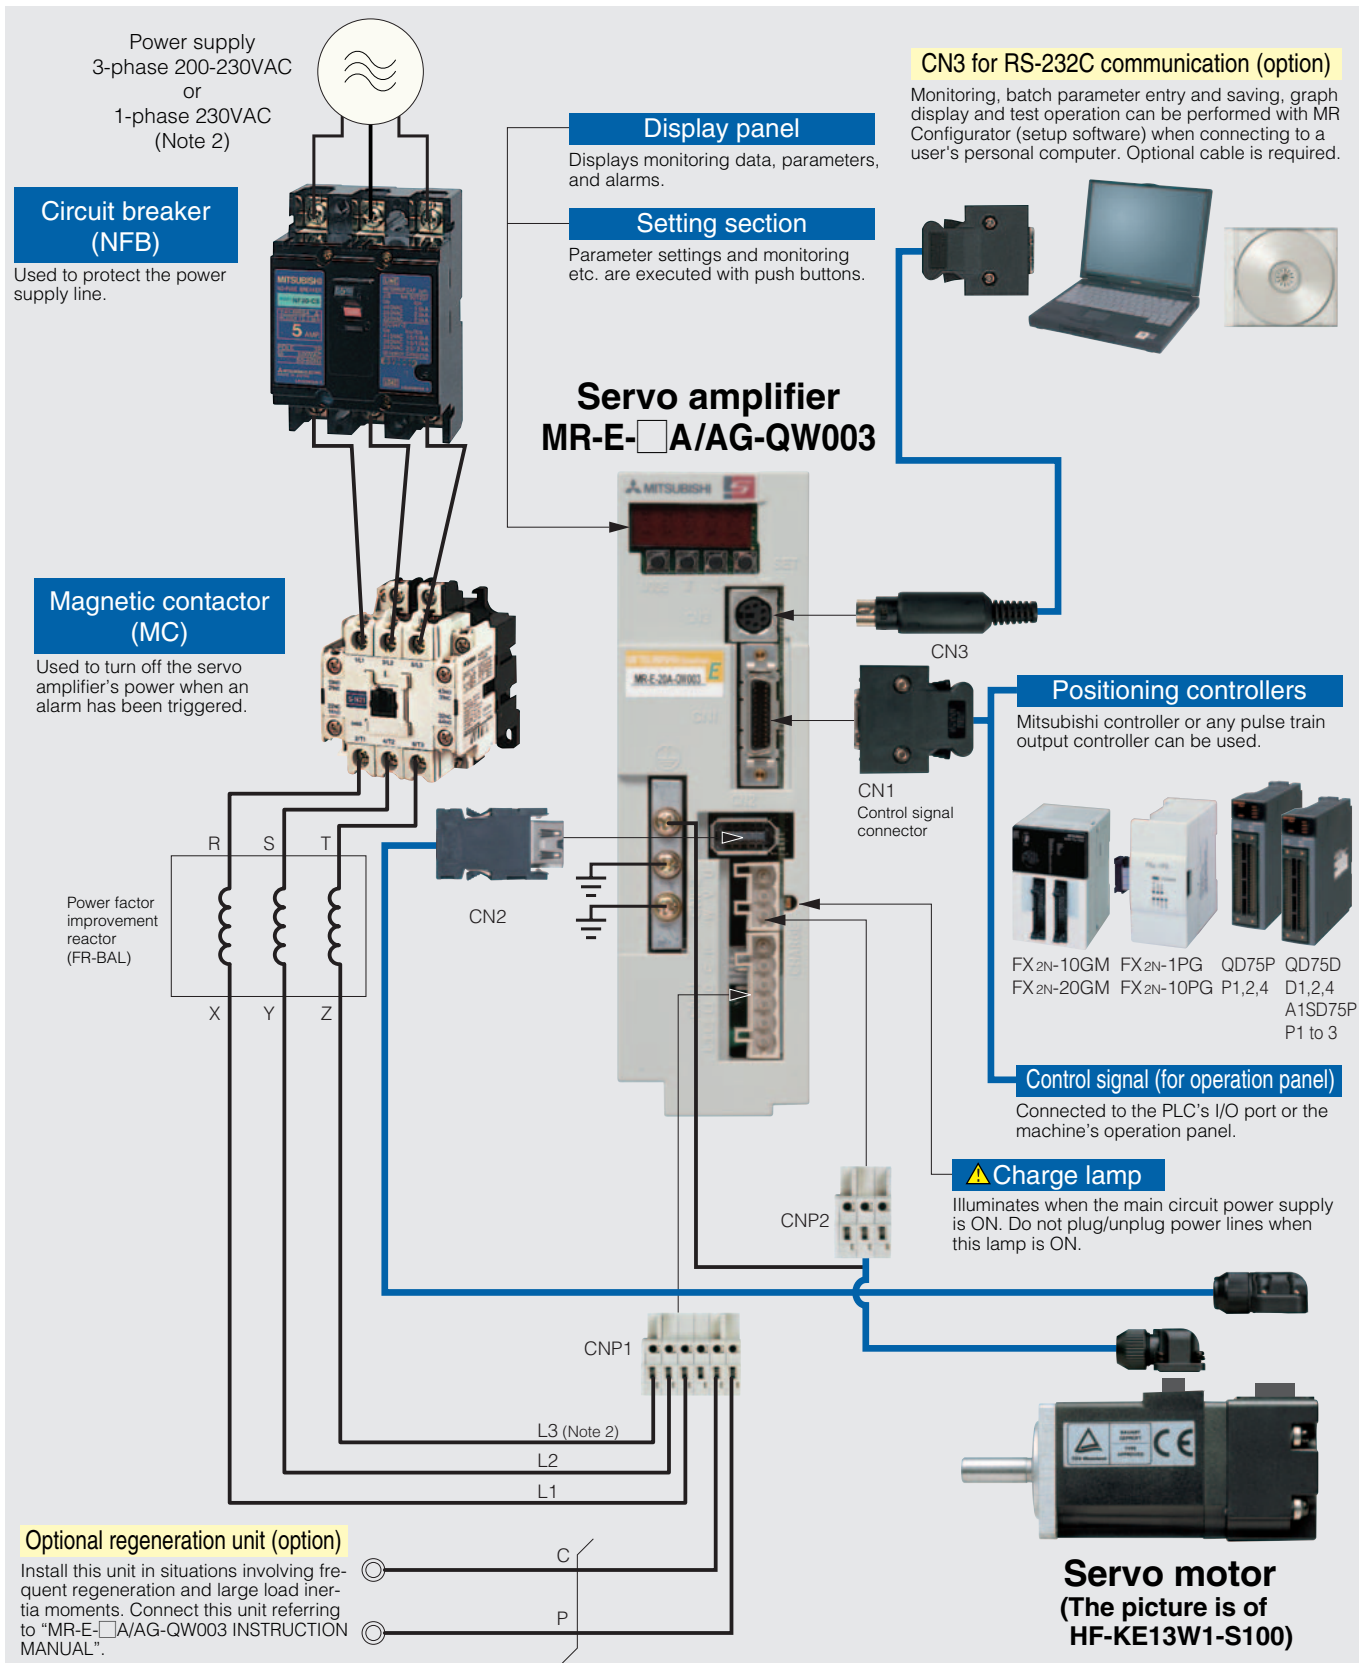 Power supply
3-phase 200-230VAC
or
1-phase 230VAC
(Note 2)
Circuit breaker
(NFB)
Used to protect the power
supply line.
MITSUBISHI
5 AMP
Display panel
Displays monitoring data, parameters,
and alarms.
Setting section
Parameter settings and monitoring
etc. are executed with push buttons.
CN3 for RS-232C communication (option)
Monitoring, batch parameter entry and saving, graph
display and test operation can be performed with MR
Configurator (setup software) when connecting to a
user's personal computer. Optional cable is required.
Servo amplifier
MR-E-□A/AG-QW003
MITSUBISHI
MR-E-20A-QW003
E
CN3
Magnetic contactor
(MC)
Used to turn off the servo
amplifier's power when an
alarm has been triggered.
Positioning controllers
Mitsubishi controller or any pulse train
output controller can be used.
CN1
Control signal
connector
FX2N-10GM
FX2N-20GM
FX2N-1PG
FX2N-10PG
QD75P
P1,2,4
QD75D
D1,2,4
A1SD75P
P1 to 3
Control signal (for operation panel)
Connected to the PLC's I/O port or the
machine's operation panel.
R S T
Power factor
improvement
reactor
(FR-BAL)
X Y Z
CN2
CHARGE
Charge lamp
Illuminates when the main circuit power supply
is ON. Do not plug/unplug power lines when
this lamp is ON.
CNP2
CNP1
L3 (Note 2)
L2
L1
C
P
Optional regeneration unit (option)
Install this unit in situations involving fre-
quent regeneration and large load iner-
tia moments. Connect this unit referring
to “MR-E-□A/AG-QW003 INSTRUCTION
MANUAL”.
CE
Servo motor
(The picture is of
HF-KE13W1-S100)